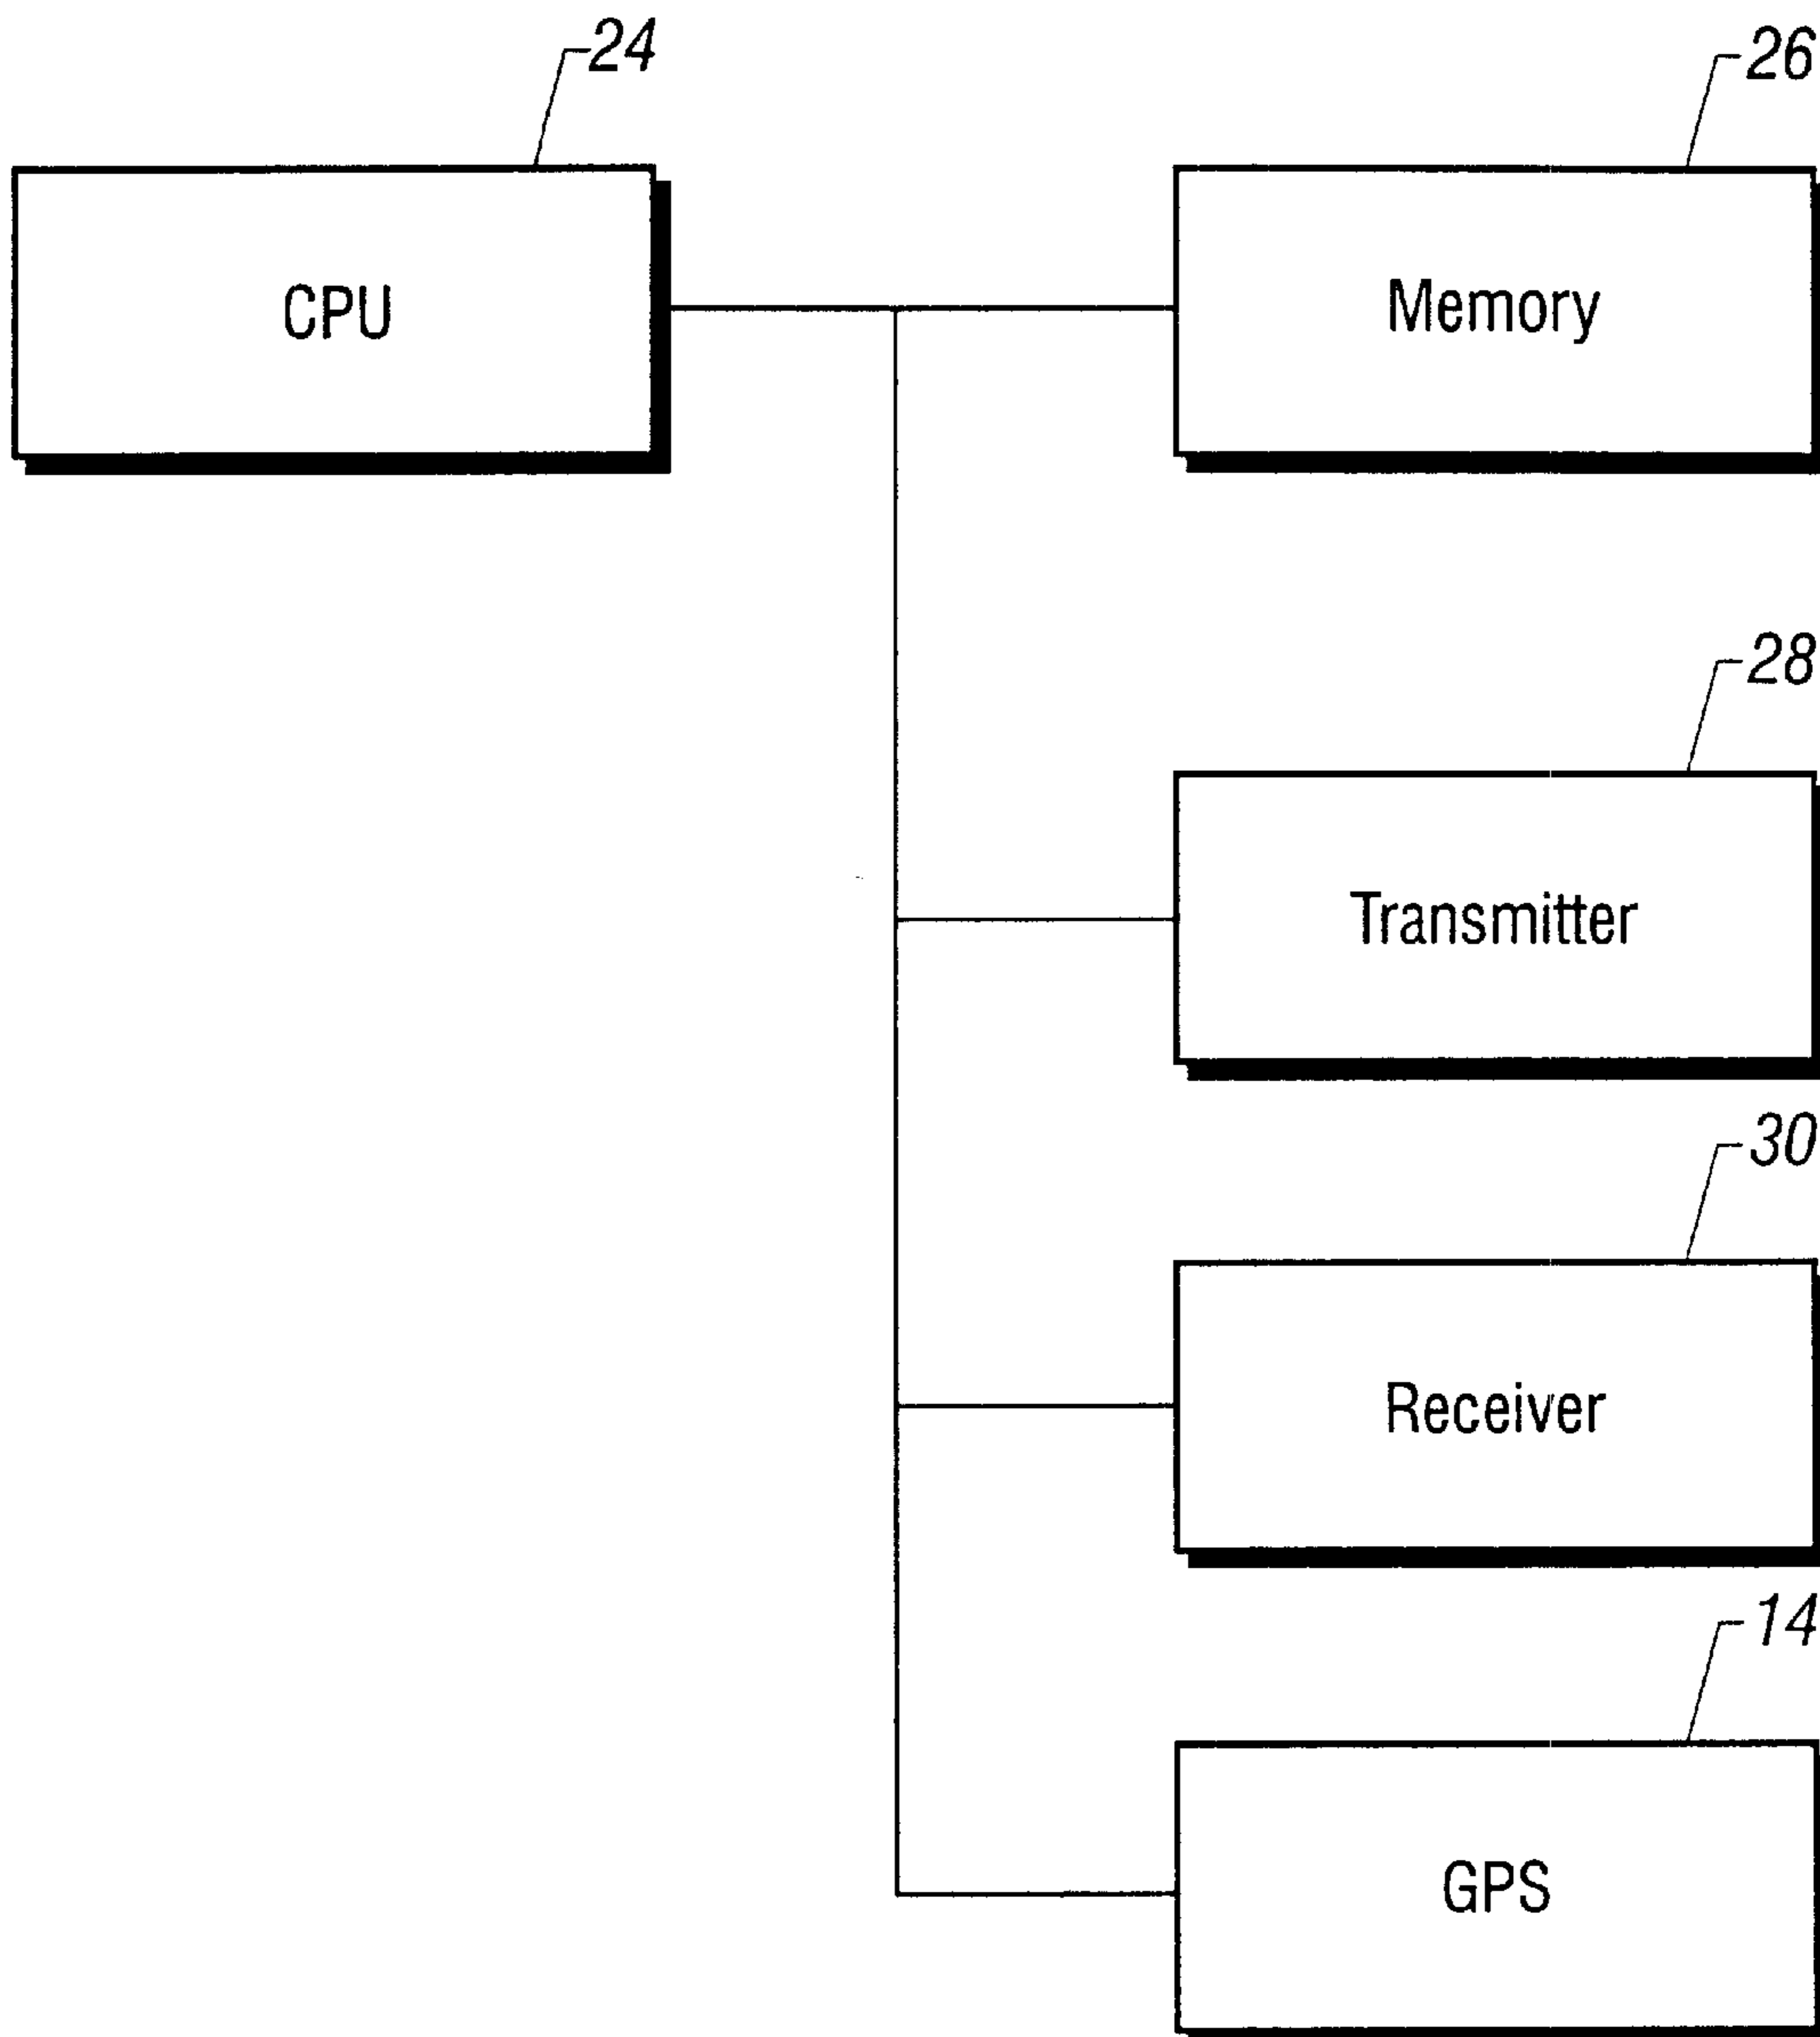 24
26
CPU
Memory
28
Transmitter
30
Receiver
14
GPS